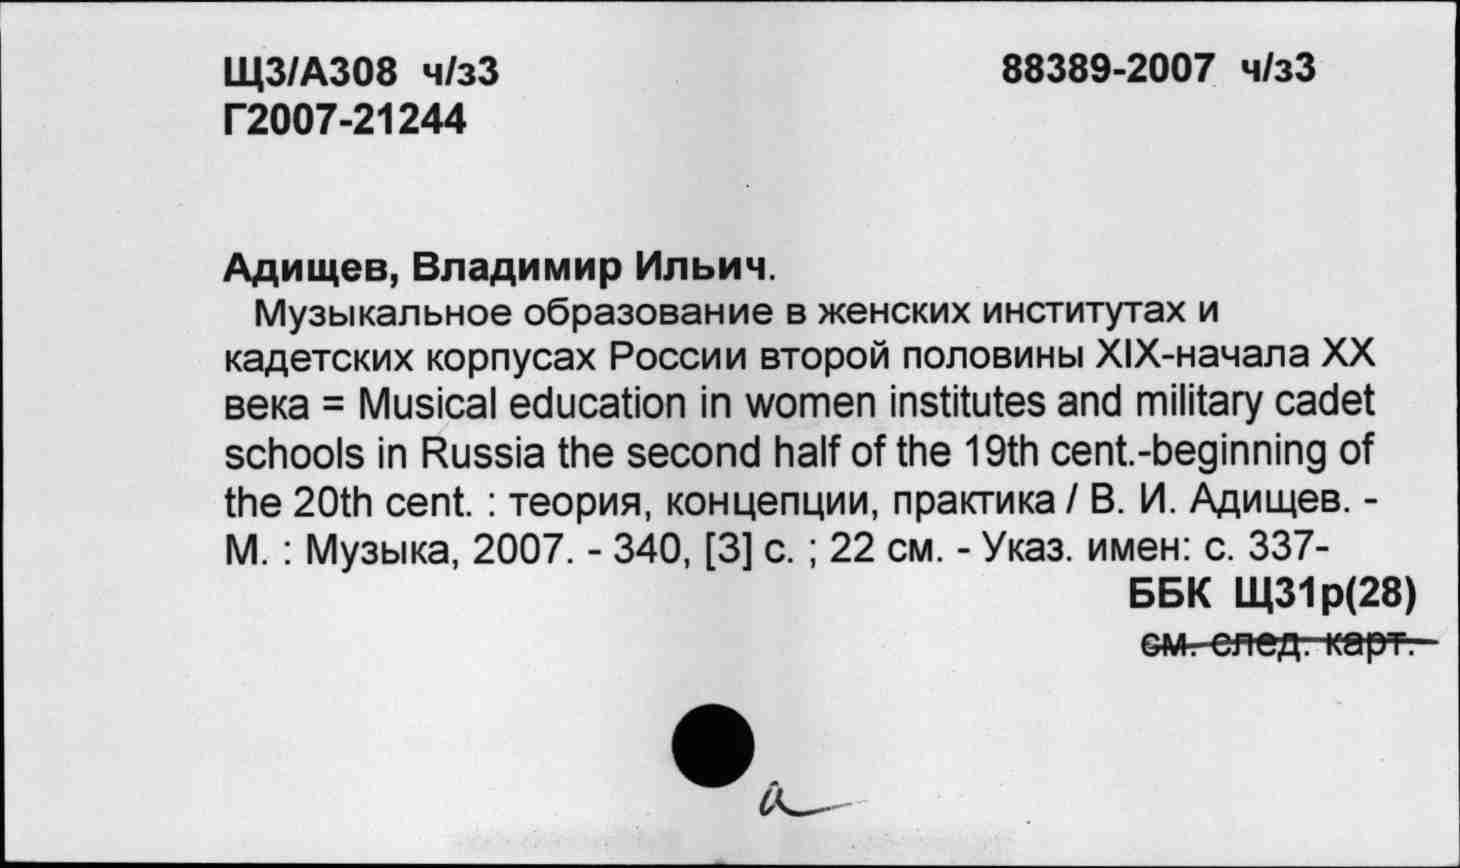 ЩЗ/А308 ч/з3 88389-2007 ч/з3
Г2007-21244
Адищев, Владимир Ильич.
Музыкальное образование в женских институтах и
кадетских корпусах России второй половины XIX-начала XX
века = Musical education in women institutes and military cadet
schools in Russia the second half of the 19th cent.-beginning of
the 20th cent. : теория, концепции, практика / В. И. Адищев. -
М. : Музыка, 2007. - 340, [3] с. ; 22 см. - Указ. имен: с. 337-
ББК Щ31р(28)
см. след. карт.
а